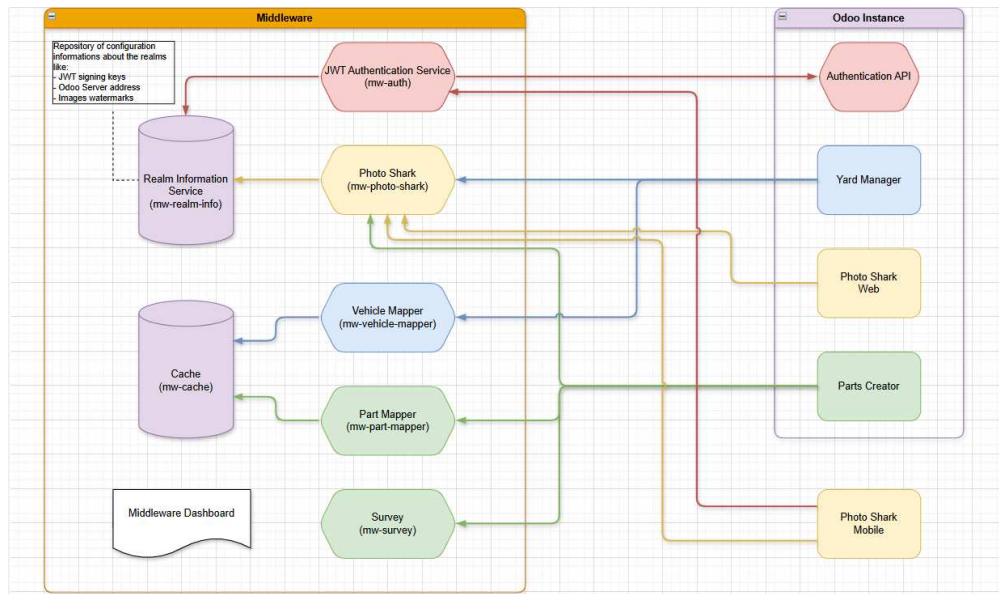 Middleware
Odoo Instance
Repository of configuration
informations about the realms
like:
- JWT signing keys
- Odoo Server address
- Images watermarks
JWT Authentication Service
(mw-auth)
Authentication API
Realm Information
Service
(mw-realm-info)
Photo Shark
(mw-photo-shark)
Yard Manager
Photo Shark
Web
Vehicle Mapper
(mw-vehicle-mapper)
Cache
(mw-cache)
Parts Creator
Part Mapper
(mw-part-mapper)
Middleware Dashboard
Survey
(mw-survey)
Photo Shark
Mobile